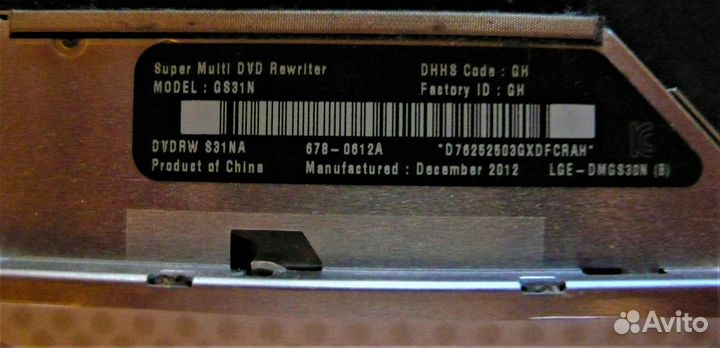 Super Multi DVD Rewriter
DHHS Code : GH
MODEL : GS31N
Factory ID : GH
DVDRW S31NA
678-0612A
*D76252603GXDFCRAH*
Product of China
Manufactured : December 2012
LGE-DMGS30N (B)
Avito